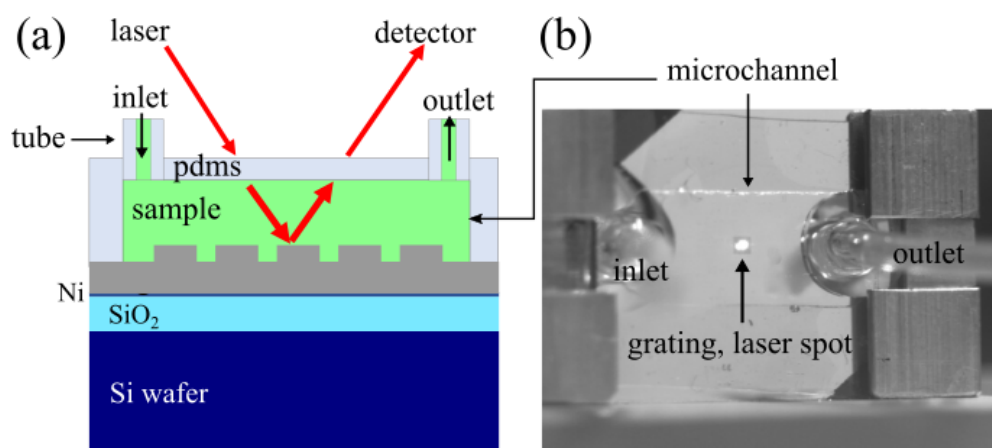 (a)
laser
detector
inlet
outlet
tube
pdms
sample
Ni
SiO₂
Si wafer
(b)
microchannel
inlet
outlet
grating, laser spot